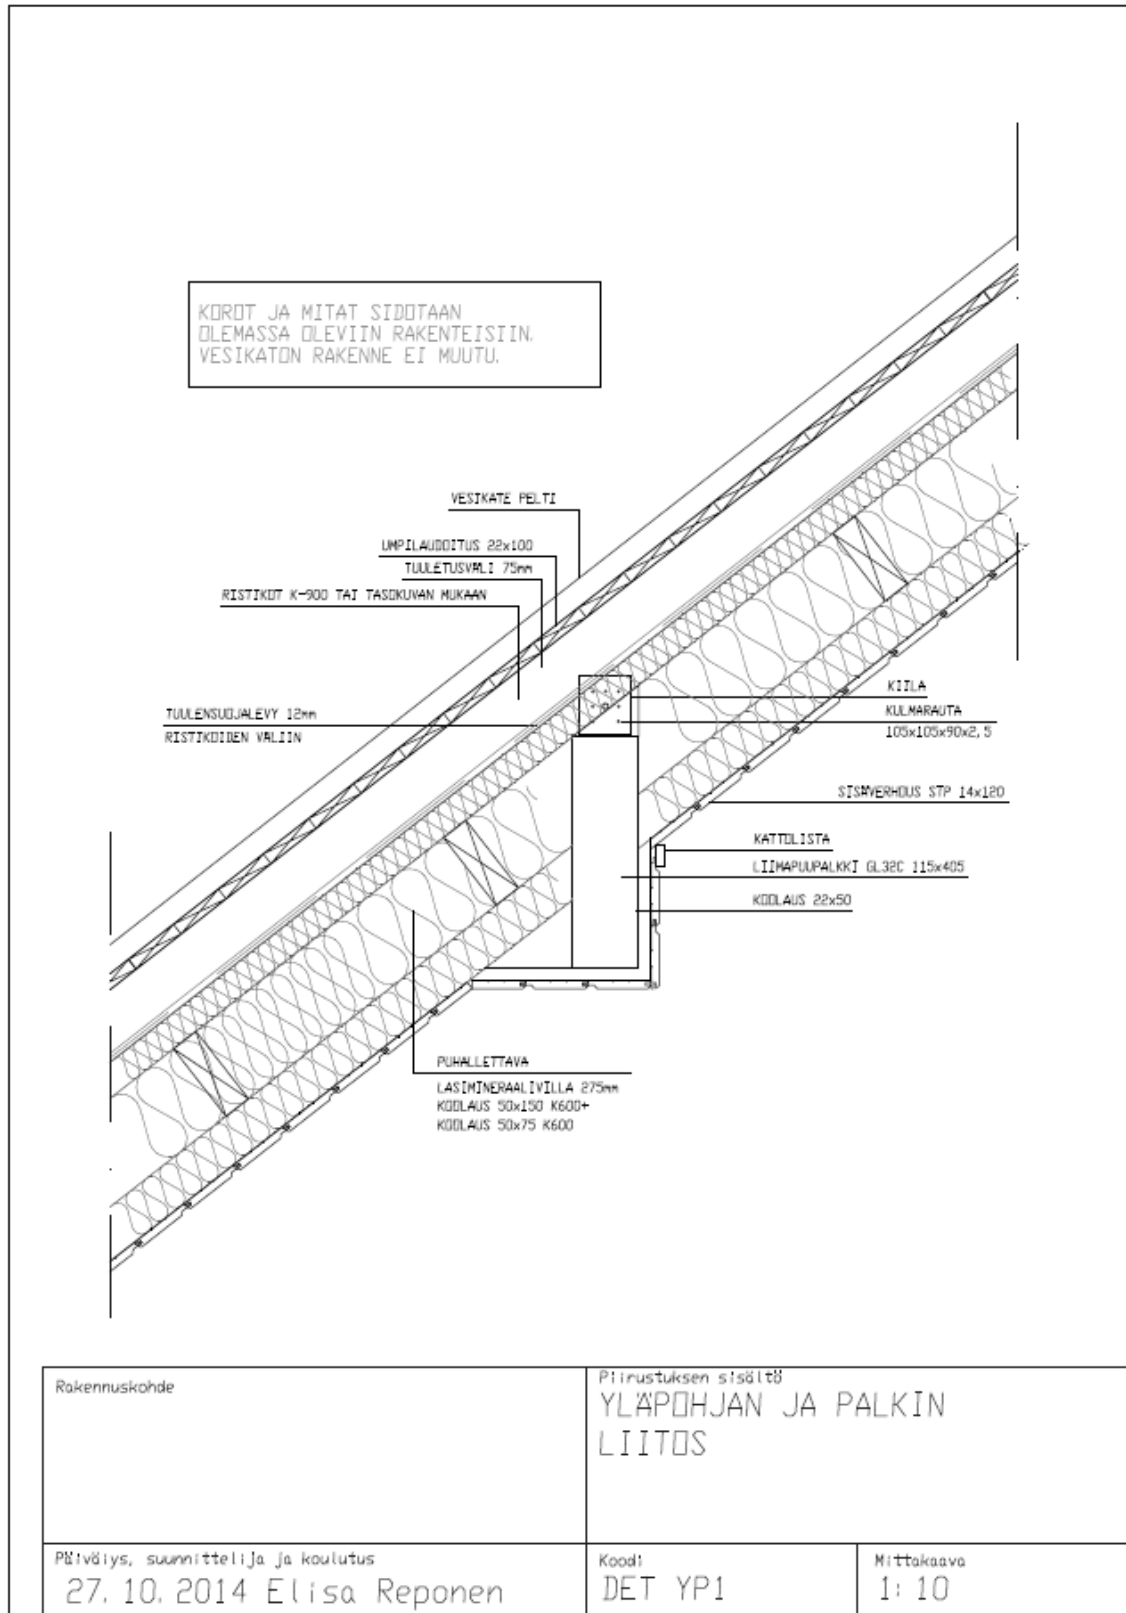 KOROT JA MITAT SIDOTAAN
OLEMASSA OLEVIIN RAKENTEISIIN.
VESIKATON RAKENNE EI MUUTU.
VESIKATE PELTI
UMPILAUDOITUS 22x100
TUULETUSVÄLI 75mm
RISTIKOT K-900 TAI TASOKUVAN MUKAAN
TUULENSUOJALEVY 12mm
RISTIKOIDEN VÄLIIN
KIILA
KULMARAUTA
105x105x90x2,5
SISÄVERHOUS STP 14x120
KATTOLISTA
LIIMAPUUPALKKI GL32C 115x405
KOOLAUS 22x50
PUHALLETTAVA
LASIMINERAALIVILLA 275mm
KOOLAUS 50x150 K600+
KOOLAUS 50x75 K600
Rakennuskohde
Piirustuksen sisältö
YLÄPOHJAN JA PALKIN
LIITOS
Päiväys, suunnittelija ja koulutus
27.10.2014 Elisa Reponen
Koodi
DET YP1
Mittakaava
1:10